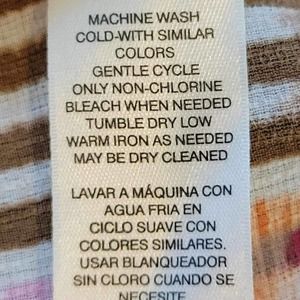 MACHINE WASH
COLD-WITH SIMILAR
COLORS
GENTLE CYCLE
ONLY NON-CHLORINE
BLEACH WHEN NEEDED
TUMBLE DRY LOW
WARM IRON AS NEEDED
MAY BE DRY CLEANED
LAVAR A MÁQUINA CON
AGUA FRIA EN
CICLO SUAVE CON
COLORES SIMILARES.
USAR BLANQUEADOR
SIN CLORO CUANDO SE
NECESITE